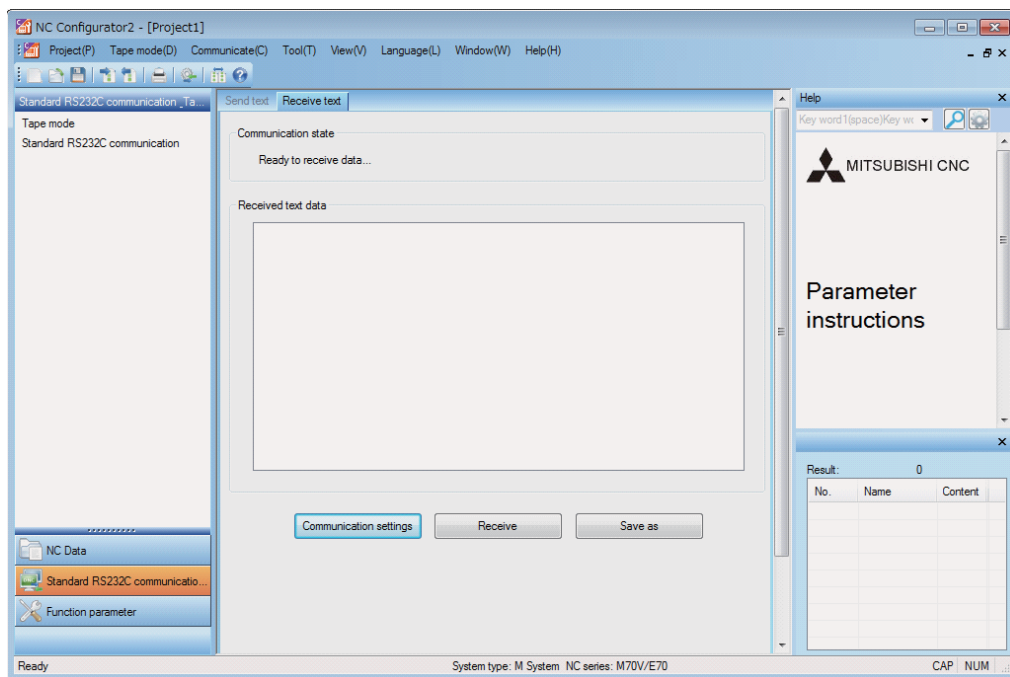 NC Configurator2 - [Project1]
Project(P) Tape mode(D) Communicate(C) Tool(T) View(V) Language(L) Window(W) Help(H)
Standard RS232C communication _Ta...
Tape mode
Standard RS232C communication
NC Data
Standard RS232C communicatio...
Function parameter
Send text Receive text
Communication state
Ready to receive data...
Received text data
Communication settings Receive Save as
Help
Key word1(space)Key w
MITSUBISHI CNC
Parameter
instructions
Result: 0
No. Name Content
Ready System type: M System NC series: M70V/E70 CAP NUM